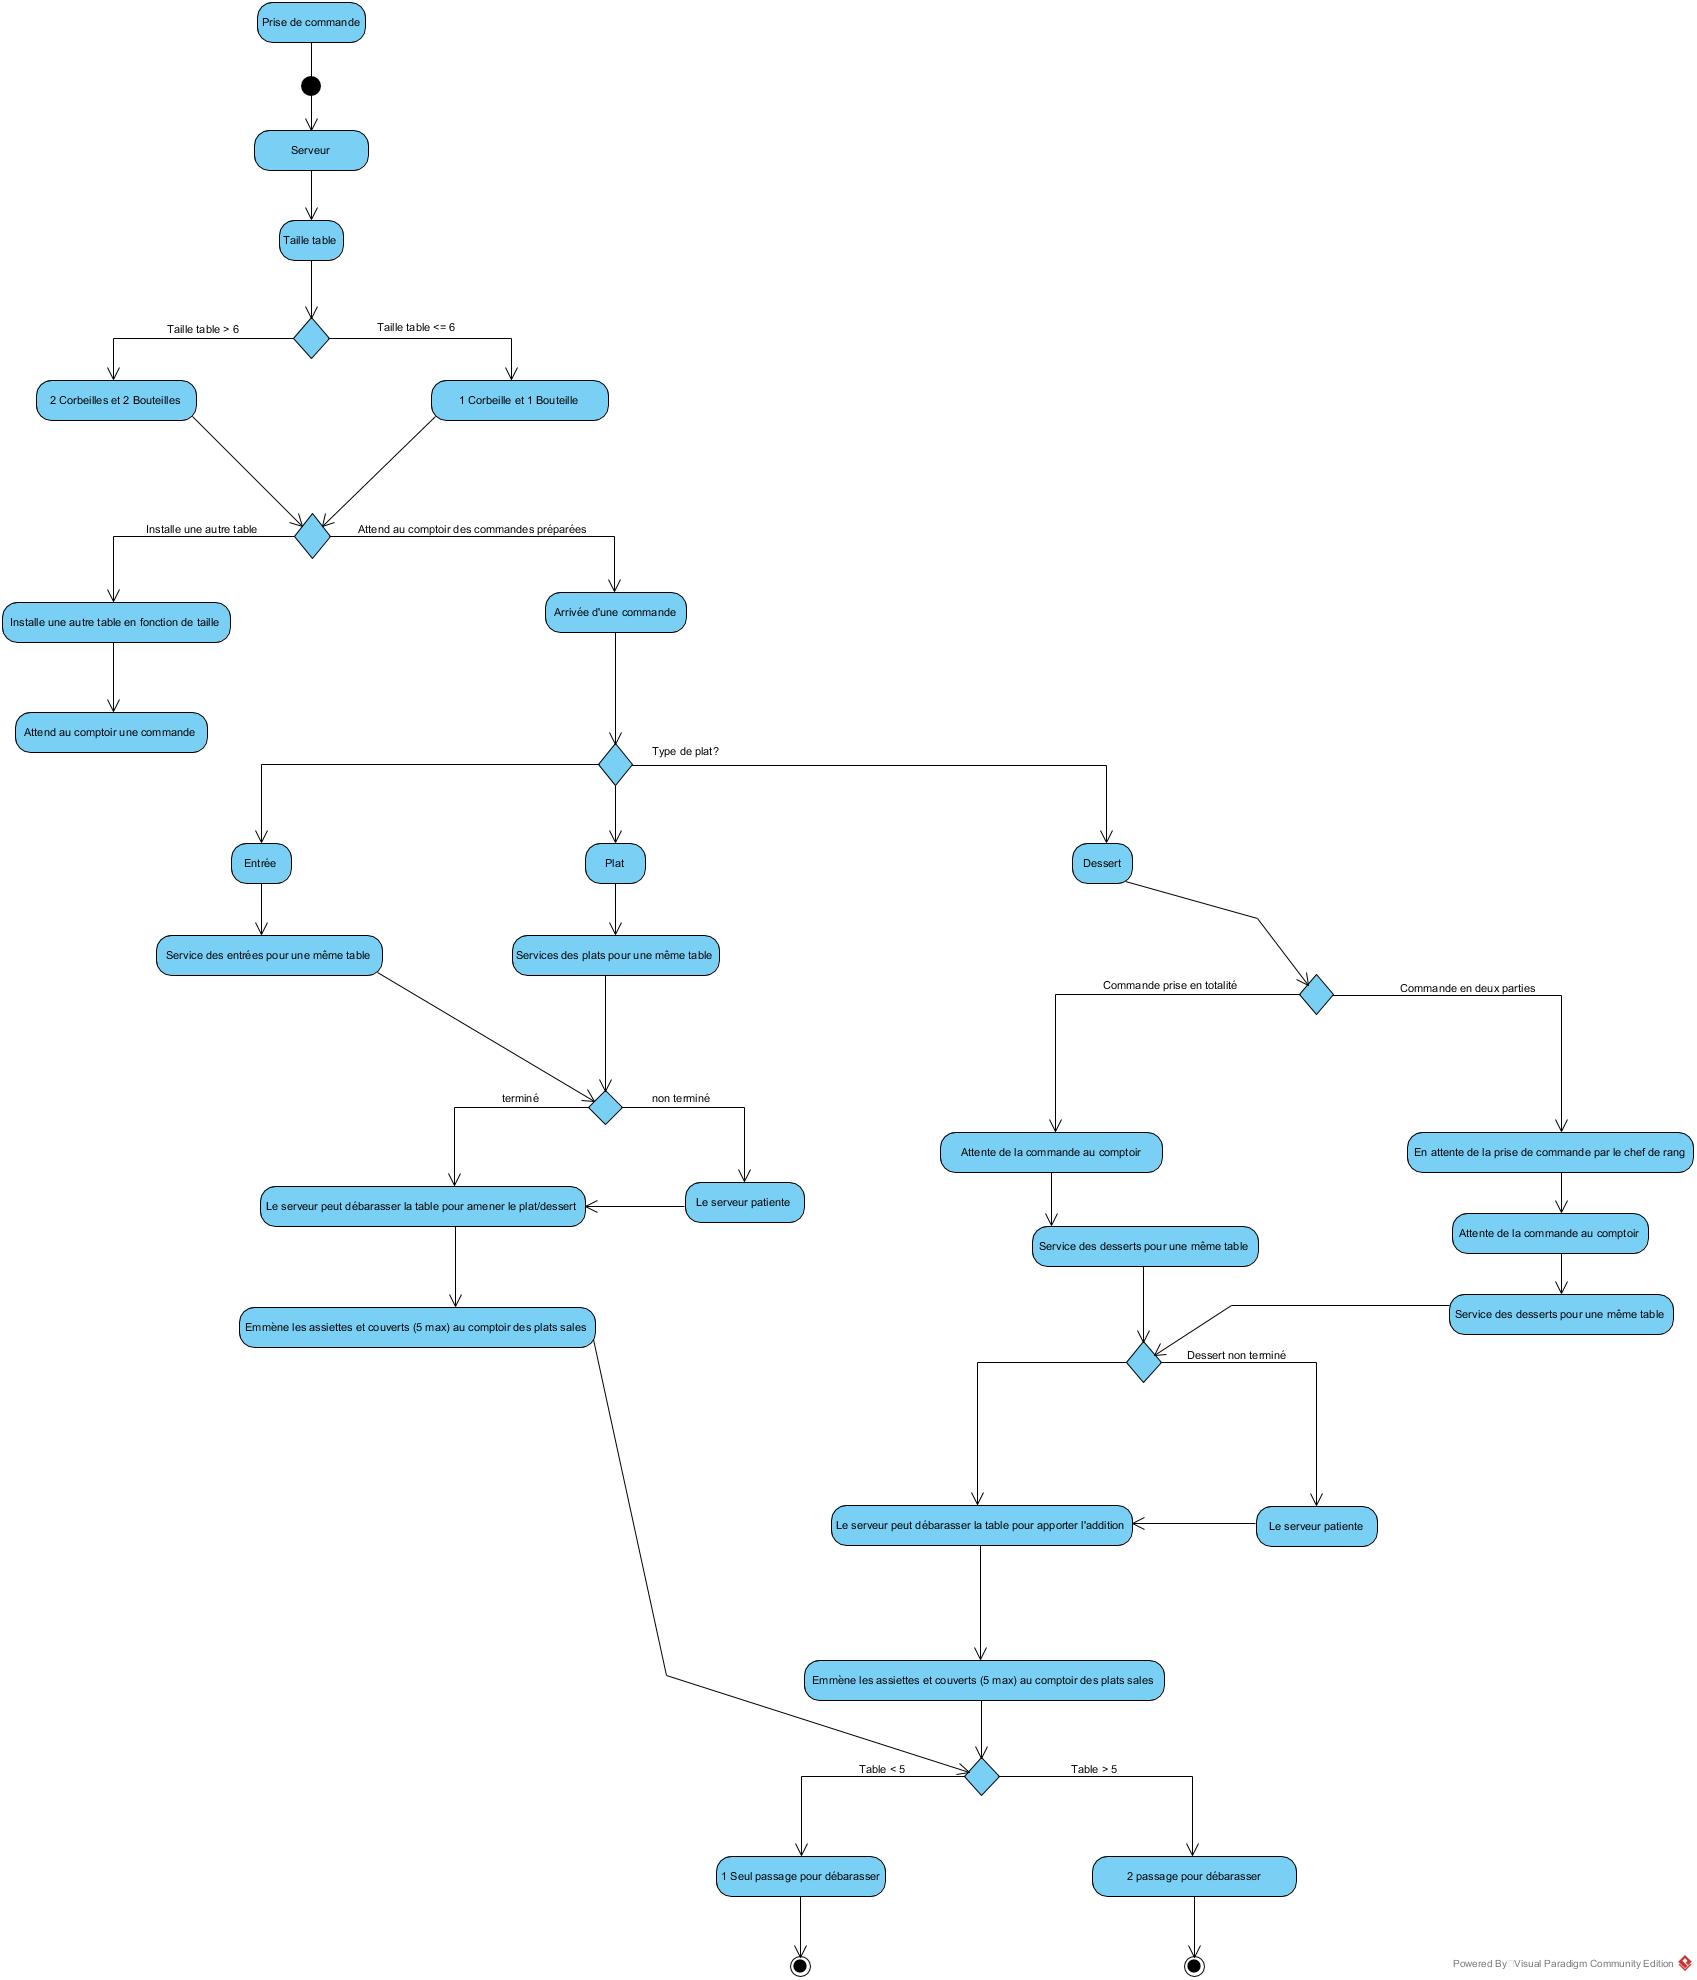 Prise de commande
Serveur
Taille table
Taille table > 6
Taille table <= 6
2 Corbeilles et 2 Bouteilles
1 Corbeille et 1 Bouteille
Installe une autre table
Attend au comptoir des commandes préparées
Installe une autre table en fonction de taille
Arrivée d'une commande
Attend au comptoir une commande
Type de plat?
Entrée
Plat
Dessert
Service des entrées pour une même table
Services des plats pour une même table
Commande prise en totalité
Commande en deux parties
terminé
non terminé
Attente de la commande au comptoir
En attente de la prise de commande par le chef de rang
Le serveur peut débarasser la table pour amener le plat/dessert
Le serveur patiente
Attente de la commande au comptoir
Service des desserts pour une même table
Service des desserts pour une même table
Emmène les assiettes et couverts (5 max) au comptoir des plats sales
Dessert non terminé
Le serveur peut débarasser la table pour apporter l'addition
Le serveur patiente
Emmène les assiettes et couverts (5 max) au comptoir des plats sales
Table < 5
Table > 5
1 Seul passage pour débarasser
2 passage pour débarasser
Powered By Visual Paradigm Community Edition